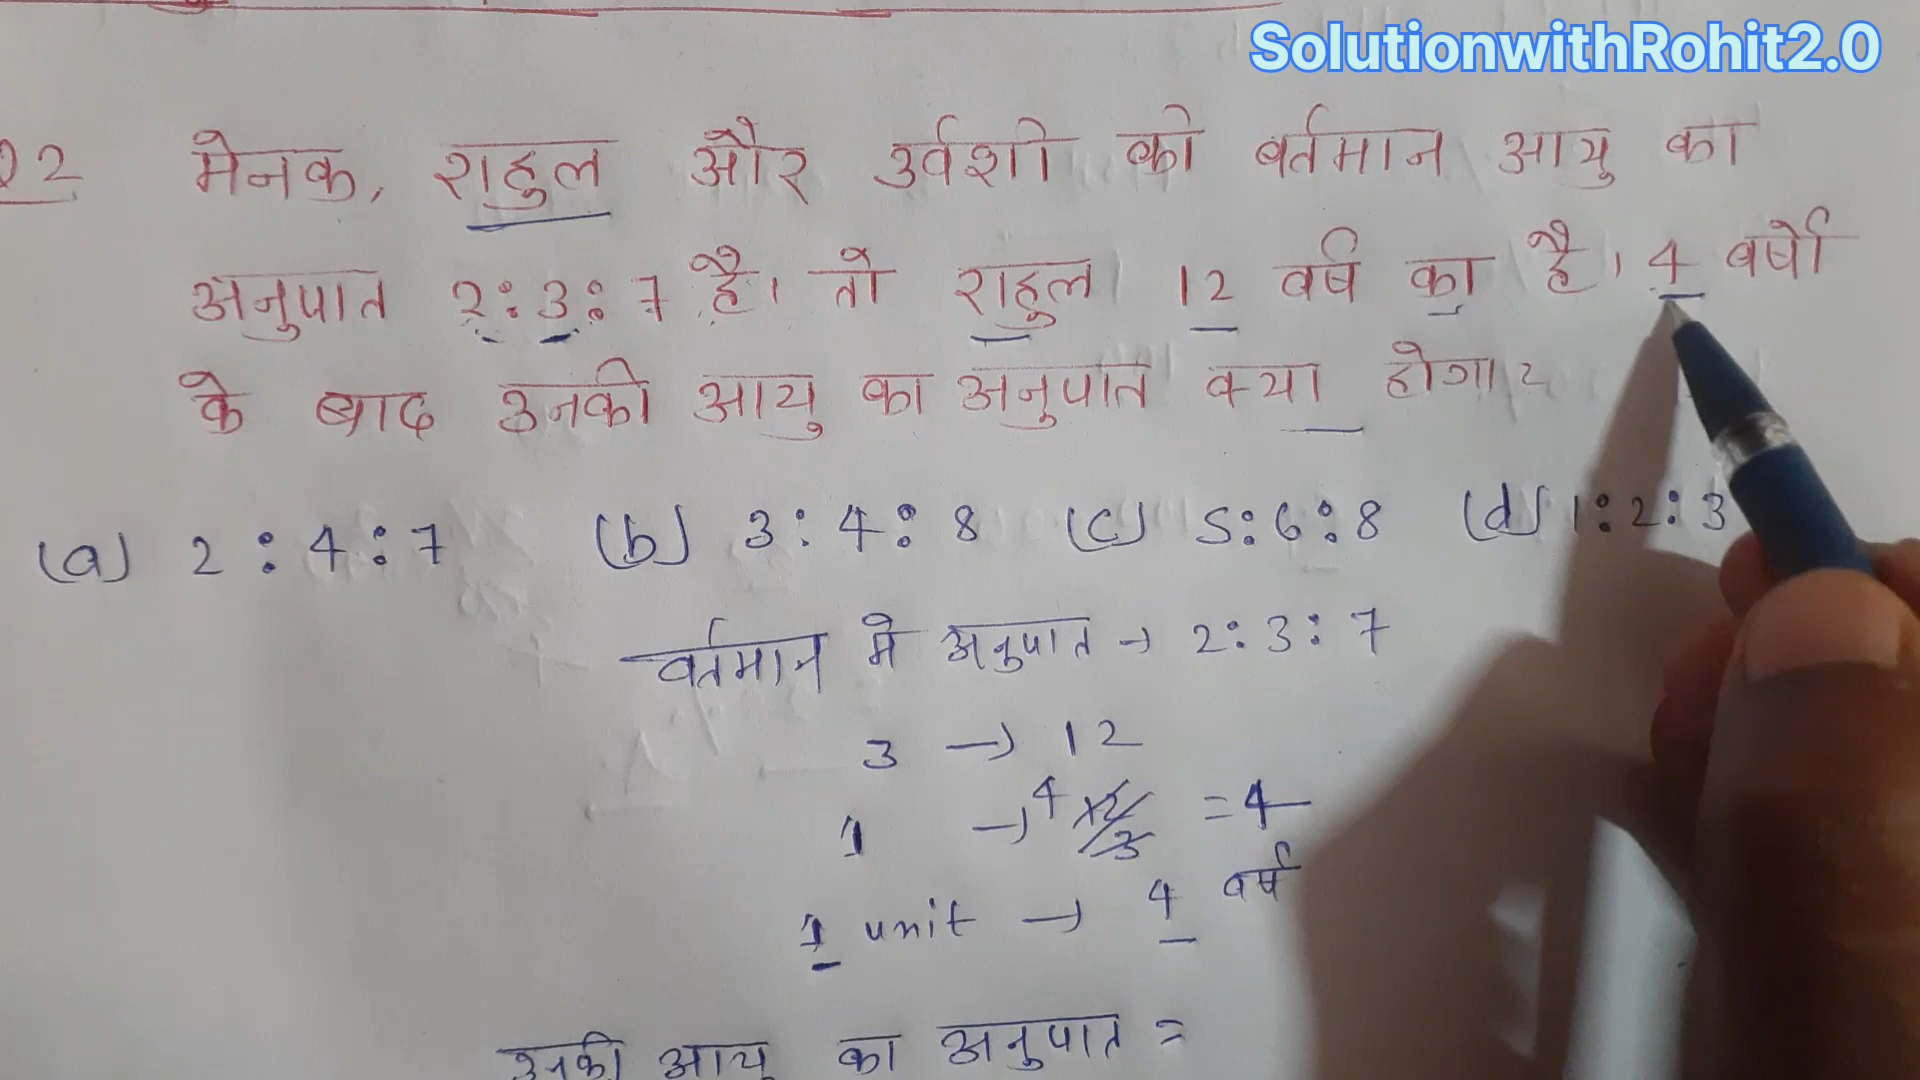 SolutionwithRohit2.0
22 मेनक, राहुल और उर्वशी की वर्तमान आयु का
अनुपात 2:3:7 है। तो राहुल 12 वर्ष का है। 4 वर्षो
के बाद उनकी आयु का अनुपात क्या होगा?
(a) 2:4:7 (b) 3:4:8 (c) 5:6:8 (d) 1:2:3
वर्तमान मे अनुपात → 2:3:7
3 → 12
1 → 4 12/3 = 4
1 unit → 4 वर्ष
उनकी आयु का अनुपात =